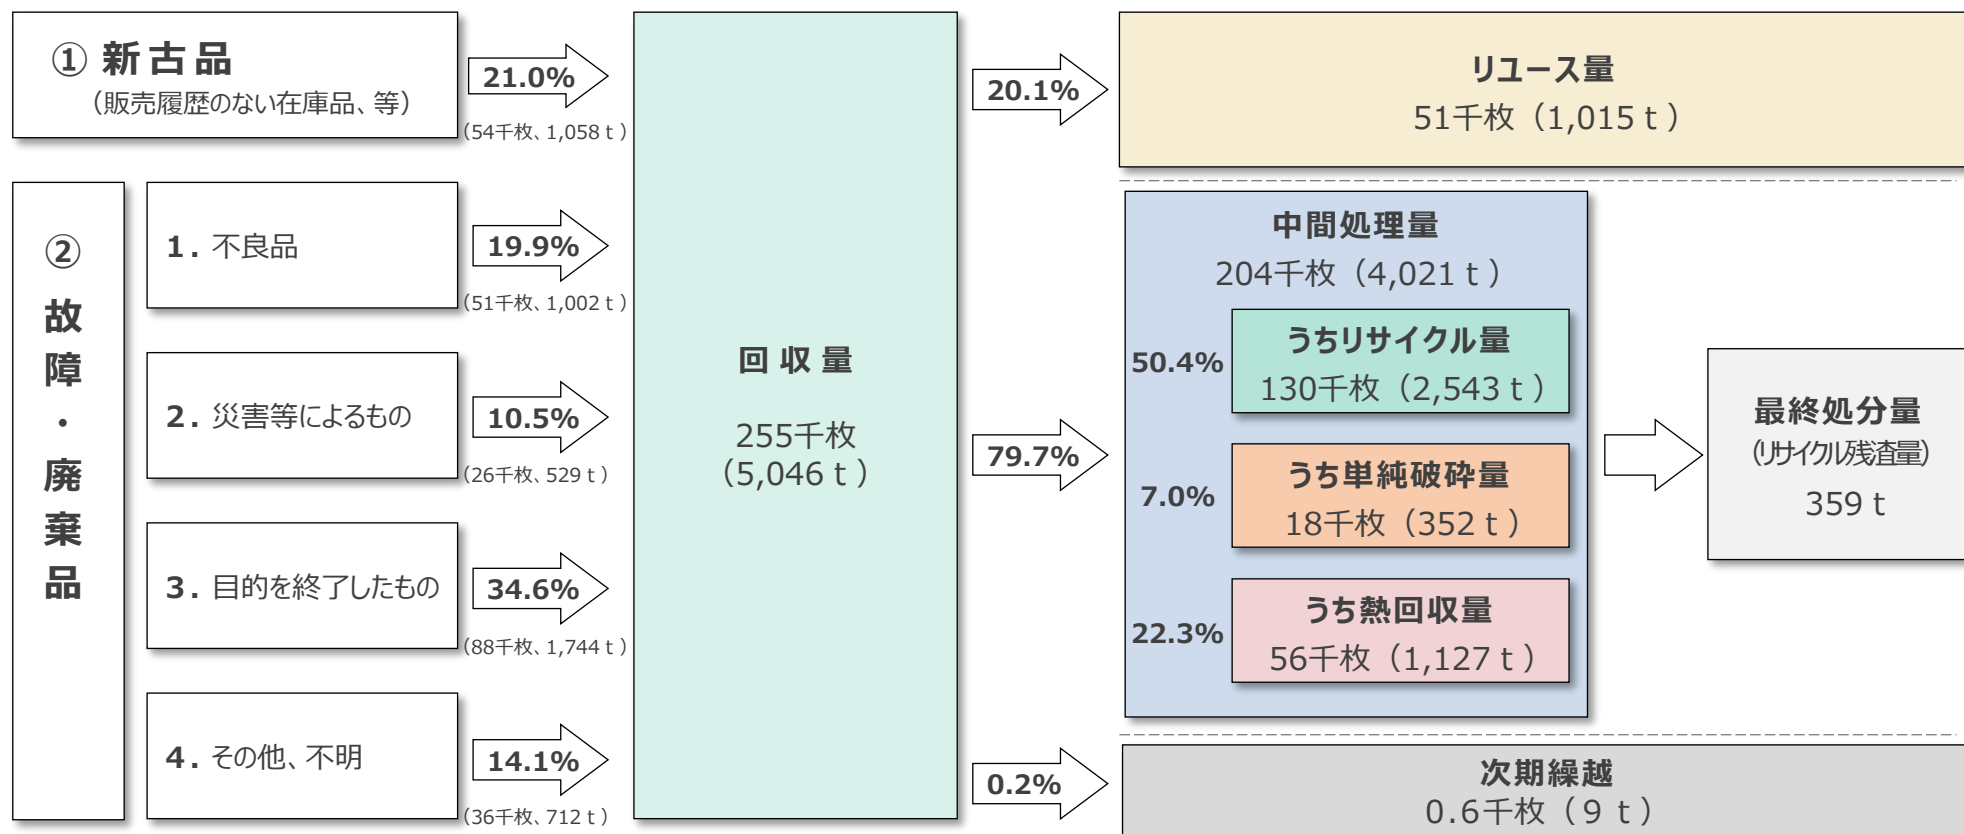 ① 新古品
（販売履歴のない在庫品、等）
21.0%
（54千枚、1,058ｔ）
② 故障・廃棄品
1. 不良品
19.9%
（51千枚、1,002ｔ）
2. 災害等によるもの
10.5%
（26千枚、529ｔ）
3. 目的を終了したもの
34.6%
（88千枚、1,744ｔ）
4. その他、不明
14.1%
（36千枚、712ｔ）
回収量
255千枚
（5,046ｔ）
20.1%
リユース量
51千枚（1,015ｔ）
79.7%
中間処理量
204千枚（4,021ｔ）
50.4%
うちリサイクル量
130千枚（2,543ｔ）
7.0%
うち単純破砕量
18千枚（352ｔ）
22.3%
うち熱回収量
56千枚（1,127ｔ）
最終処分量
（リサイクル残渣量）
359ｔ
0.2%
次期繰越
0.6千枚（9ｔ）